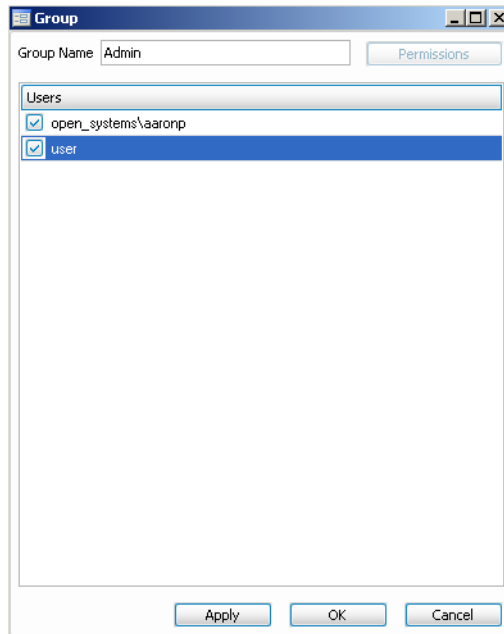 Group
Group Name Admin Permissions
Users
open_systems\aaronp
user
Apply OK Cancel